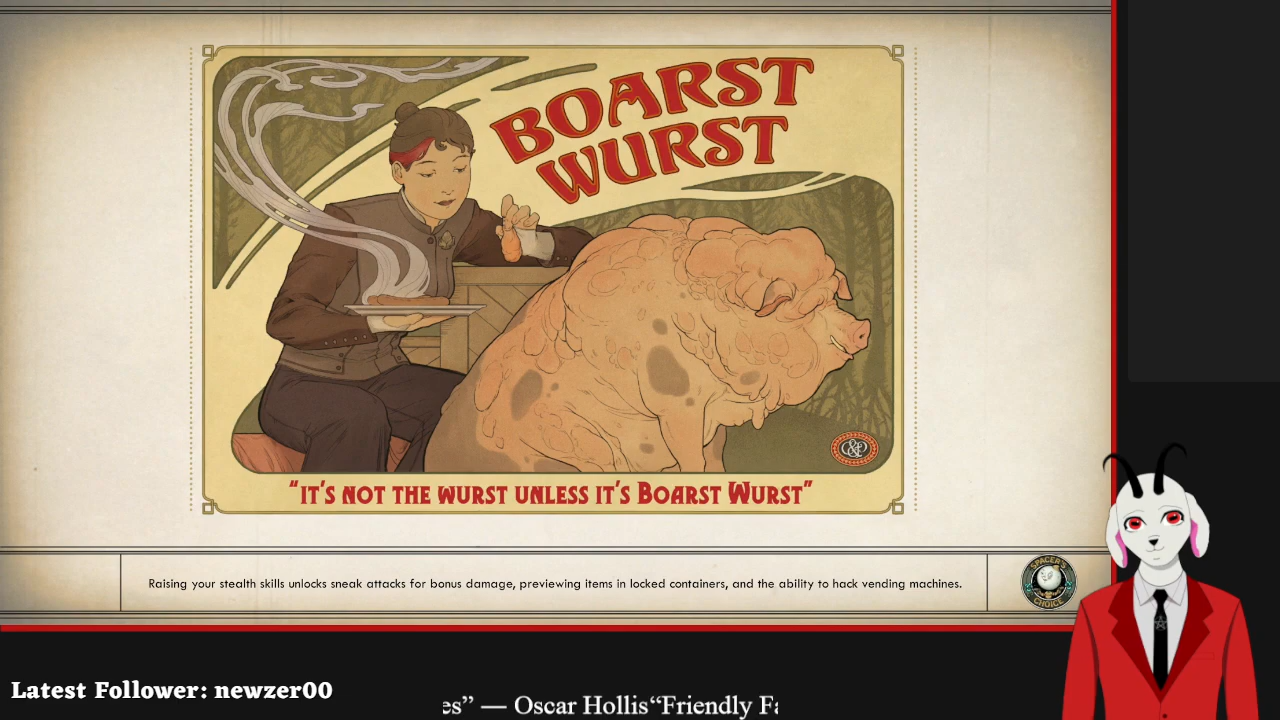 BOARST
WURST
&P
“IT'S NOT THE WURST UNLESS IT'S BOARST WURST”
Raising your stealth skills unlocks sneak attacks for bonus damage, previewing items in locked containers, and the ability to hack vending machines.
SPACER'S
CHOICE
Latest Follower: newzer00
es” — Oscar Hollis“Friendly Fa